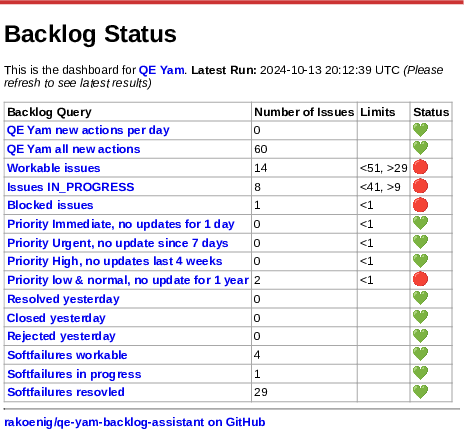 Backlog Status
This is the dashboard for QE Yam. Latest Run: 2024-10-13 20:12:39 UTC (Please
refresh to see latest results)
Backlog Query Number of Issues Limits Status
QE Yam new actions per day 0
QE Yam all new actions 60
Workable issues 14 <51, >29
Issues IN_PROGRESS 8 <41, >9
Blocked issues 1 <1
Priority Immediate, no updates for 1 day 0 <1
Priority Urgent, no update since 7 days 0 <1
Priority High, no updates last 4 weeks 0 <1
Priority low & normal, no update for 1 year 2 <1
Resolved yesterday 0
Closed yesterday 0
Rejected yesterday 0
Softfailures workable 4
Softfailures in progress 1
Softfailures resovled 29
rakoenig/qe-yam-backlog-assistant on GitHub